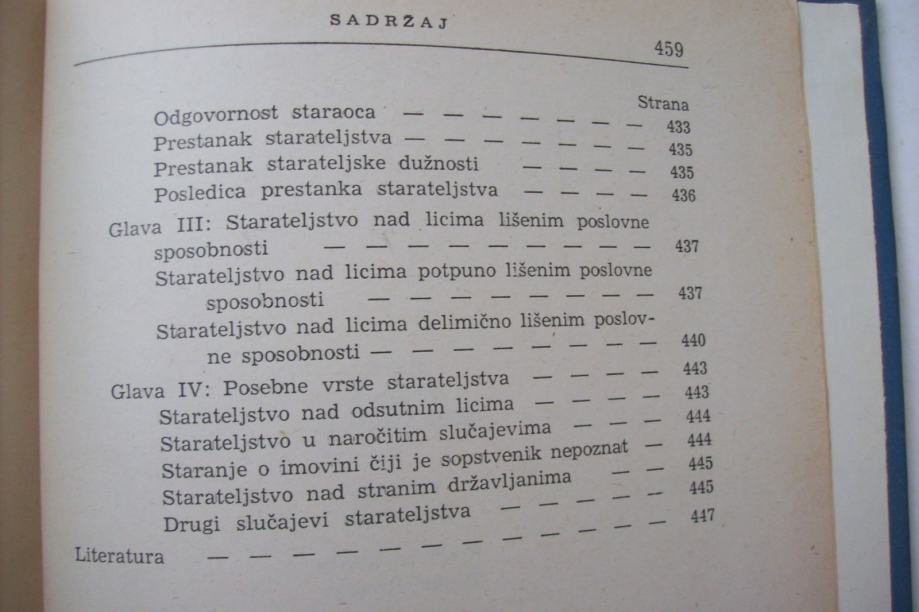 SADRŽAJ
459
Strana
Odgovornost staraoca — — — — — — 433
Prestanak starateljstva — — — — — — 435
Prestanak starateljske dužnosti — — — — 435
Posledica prestanka starateljstva — — — — 436
Glava III: Starateljstvo nad licima lišenim poslovne
sposobnosti — — — — — — — — 437
Starateljstvo nad licima potpuno lišenim poslovne
sposobnosti — — — — — — — 437
Starateljstvo nad licima delimično lišenim poslov-
ne sposobnosti — — — — — — — 440
Glava IV: Posebne vrste starateljstva — — — — 443
Starateljstvo nad odsutnim licima — — — — 443
Starateljstvo u naročitim slučajevima — — — 444
Staranje o imovini čiji je sopstvenik nepoznat — 444
Starateljstvo nad stranim državljanima — — 445
Drugi slučajevi starateljstva — — — — — 445
Literatura — — — — — — — — — — — 447